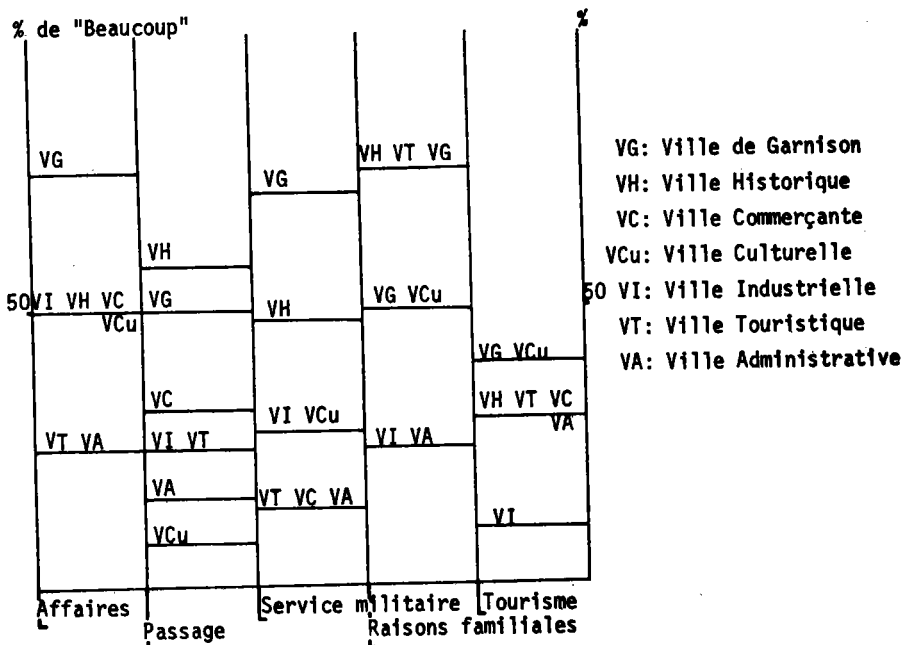 % de "Beaucoup"
%
VG
VH VT VG
VG
VH
50 VI VH VC
VCu
VG
VH
VG VCu
50
VG VCu
VC
VI VCu
VH VT VC
VA
VT VA
VI VT
VI VA
VA
VT VC VA
VCu
VI
Affaires
Passage
Service militaire
Raisons familiales
Tourisme
VG: Ville de Garnison
VH: Ville Historique
VC: Ville Commerçante
VCu: Ville Culturelle
VI: Ville Industrielle
VT: Ville Touristique
VA: Ville Administrative